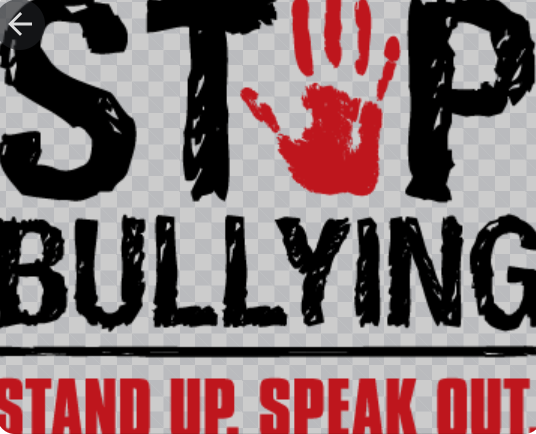 STOP
BULLYING
STAND UP. SPEAK OUT.